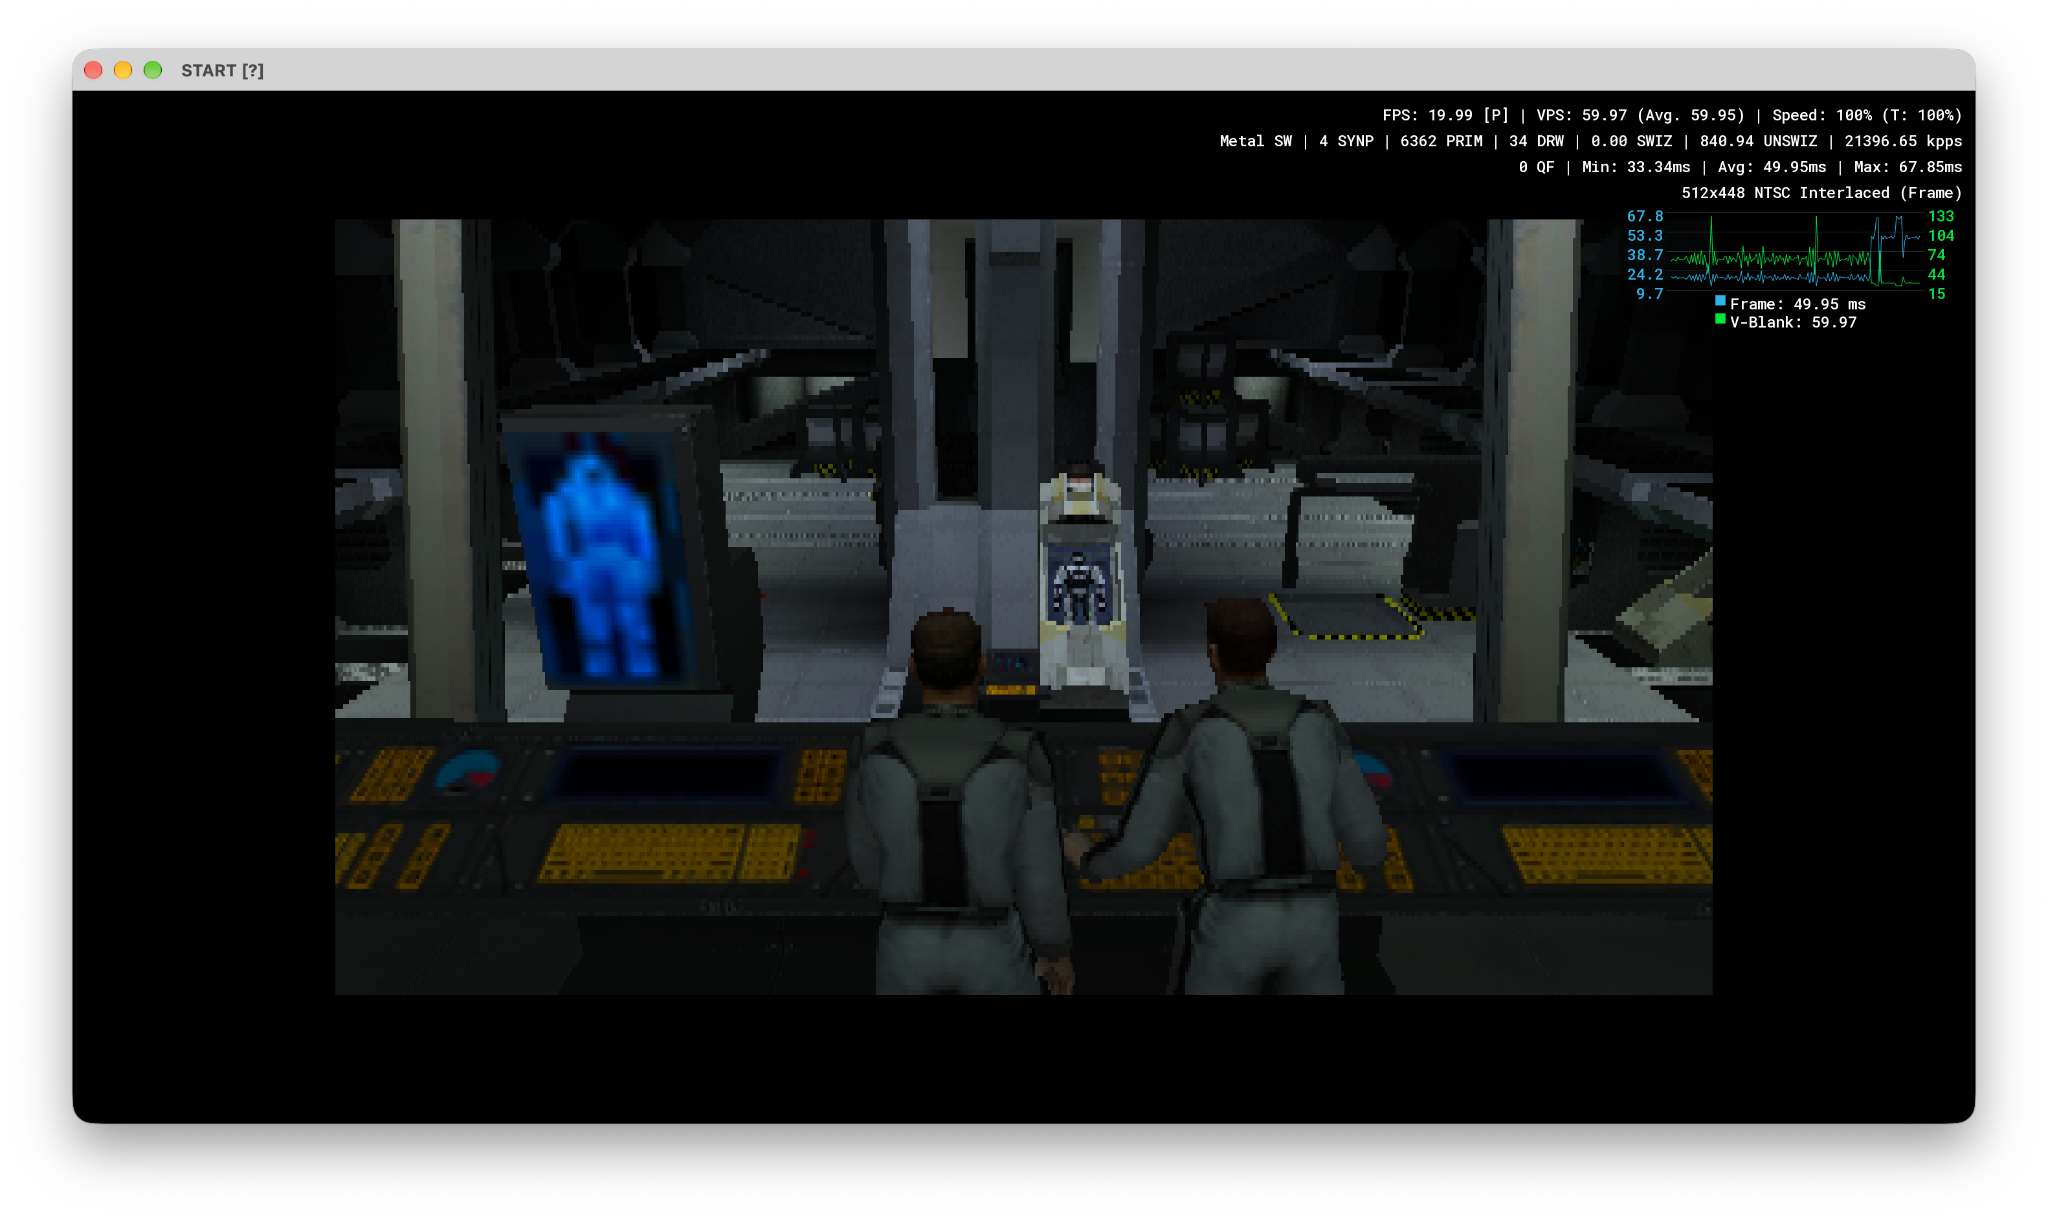 START [?]
FPS: 19.99 [P] | VPS: 59.97 (Avg. 59.95) | Speed: 100% (T: 100%)
Metal SW | 4 SYNP | 6362 PRIM | 34 DRW | 0.00 SWIZ | 840.94 UNSWIZ | 21396.65 kpps
0 QF | Min: 33.34ms | Avg: 49.95ms | Max: 67.85ms
512x448 NTSC Interlaced (Frame)
67.8 133
53.3 104
38.7 74
24.2 44
9.7 15
Frame: 49.95 ms
V-Blank: 59.97